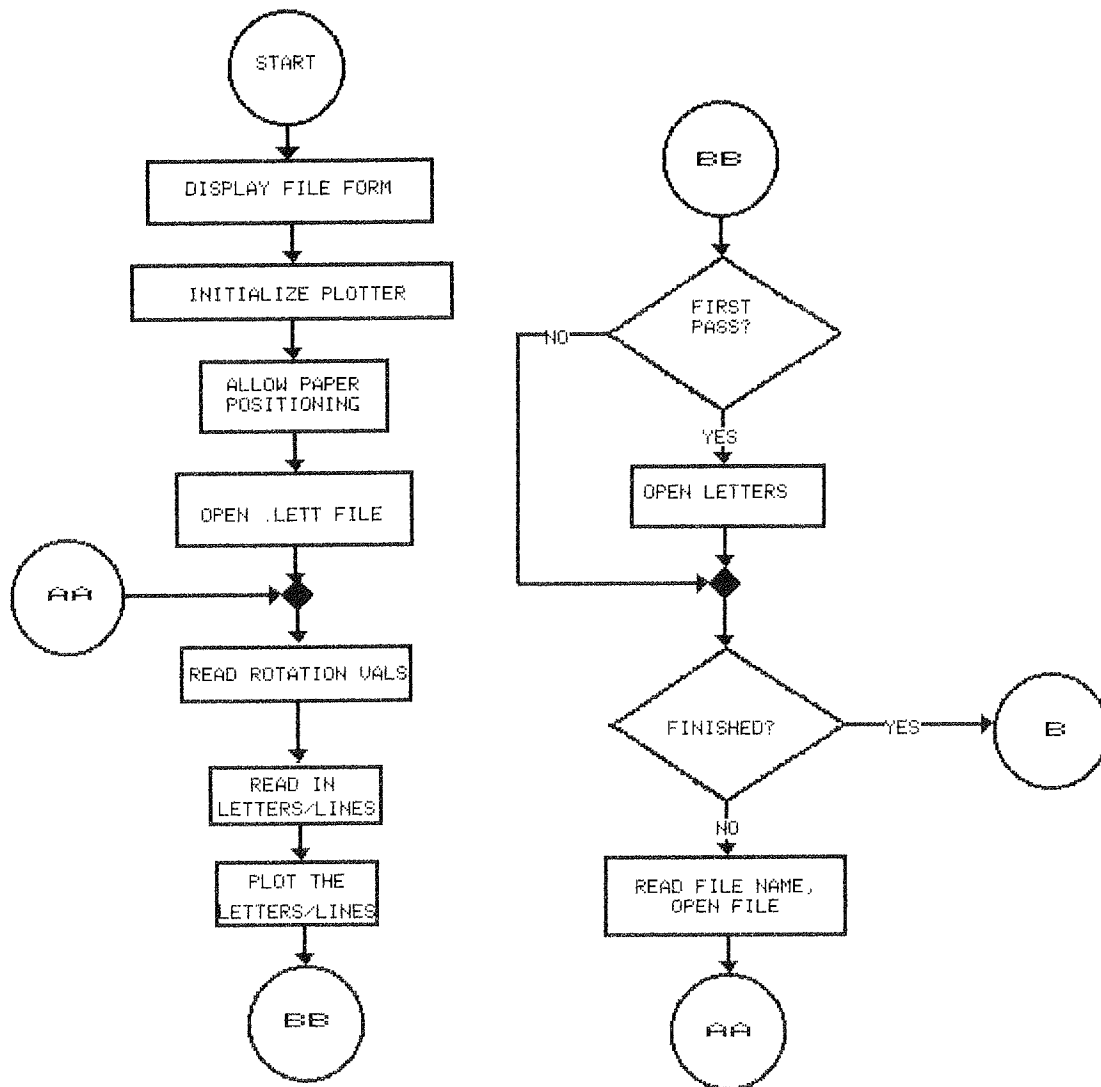 START
DISPLAY FILE FORM
INITIALIZE PLOTTER
ALLOW PAPER
POSITIONING
OPEN .LETT FILE
AA
READ ROTATION VALS
READ IN
LETTERS/LINES
PLOT THE
LETTERS/LINES
BB
BB
FIRST
PASS?
NO
YES
OPEN LETTERS
FINISHED?
YES
B
NO
READ FILE NAME,
OPEN FILE
AA